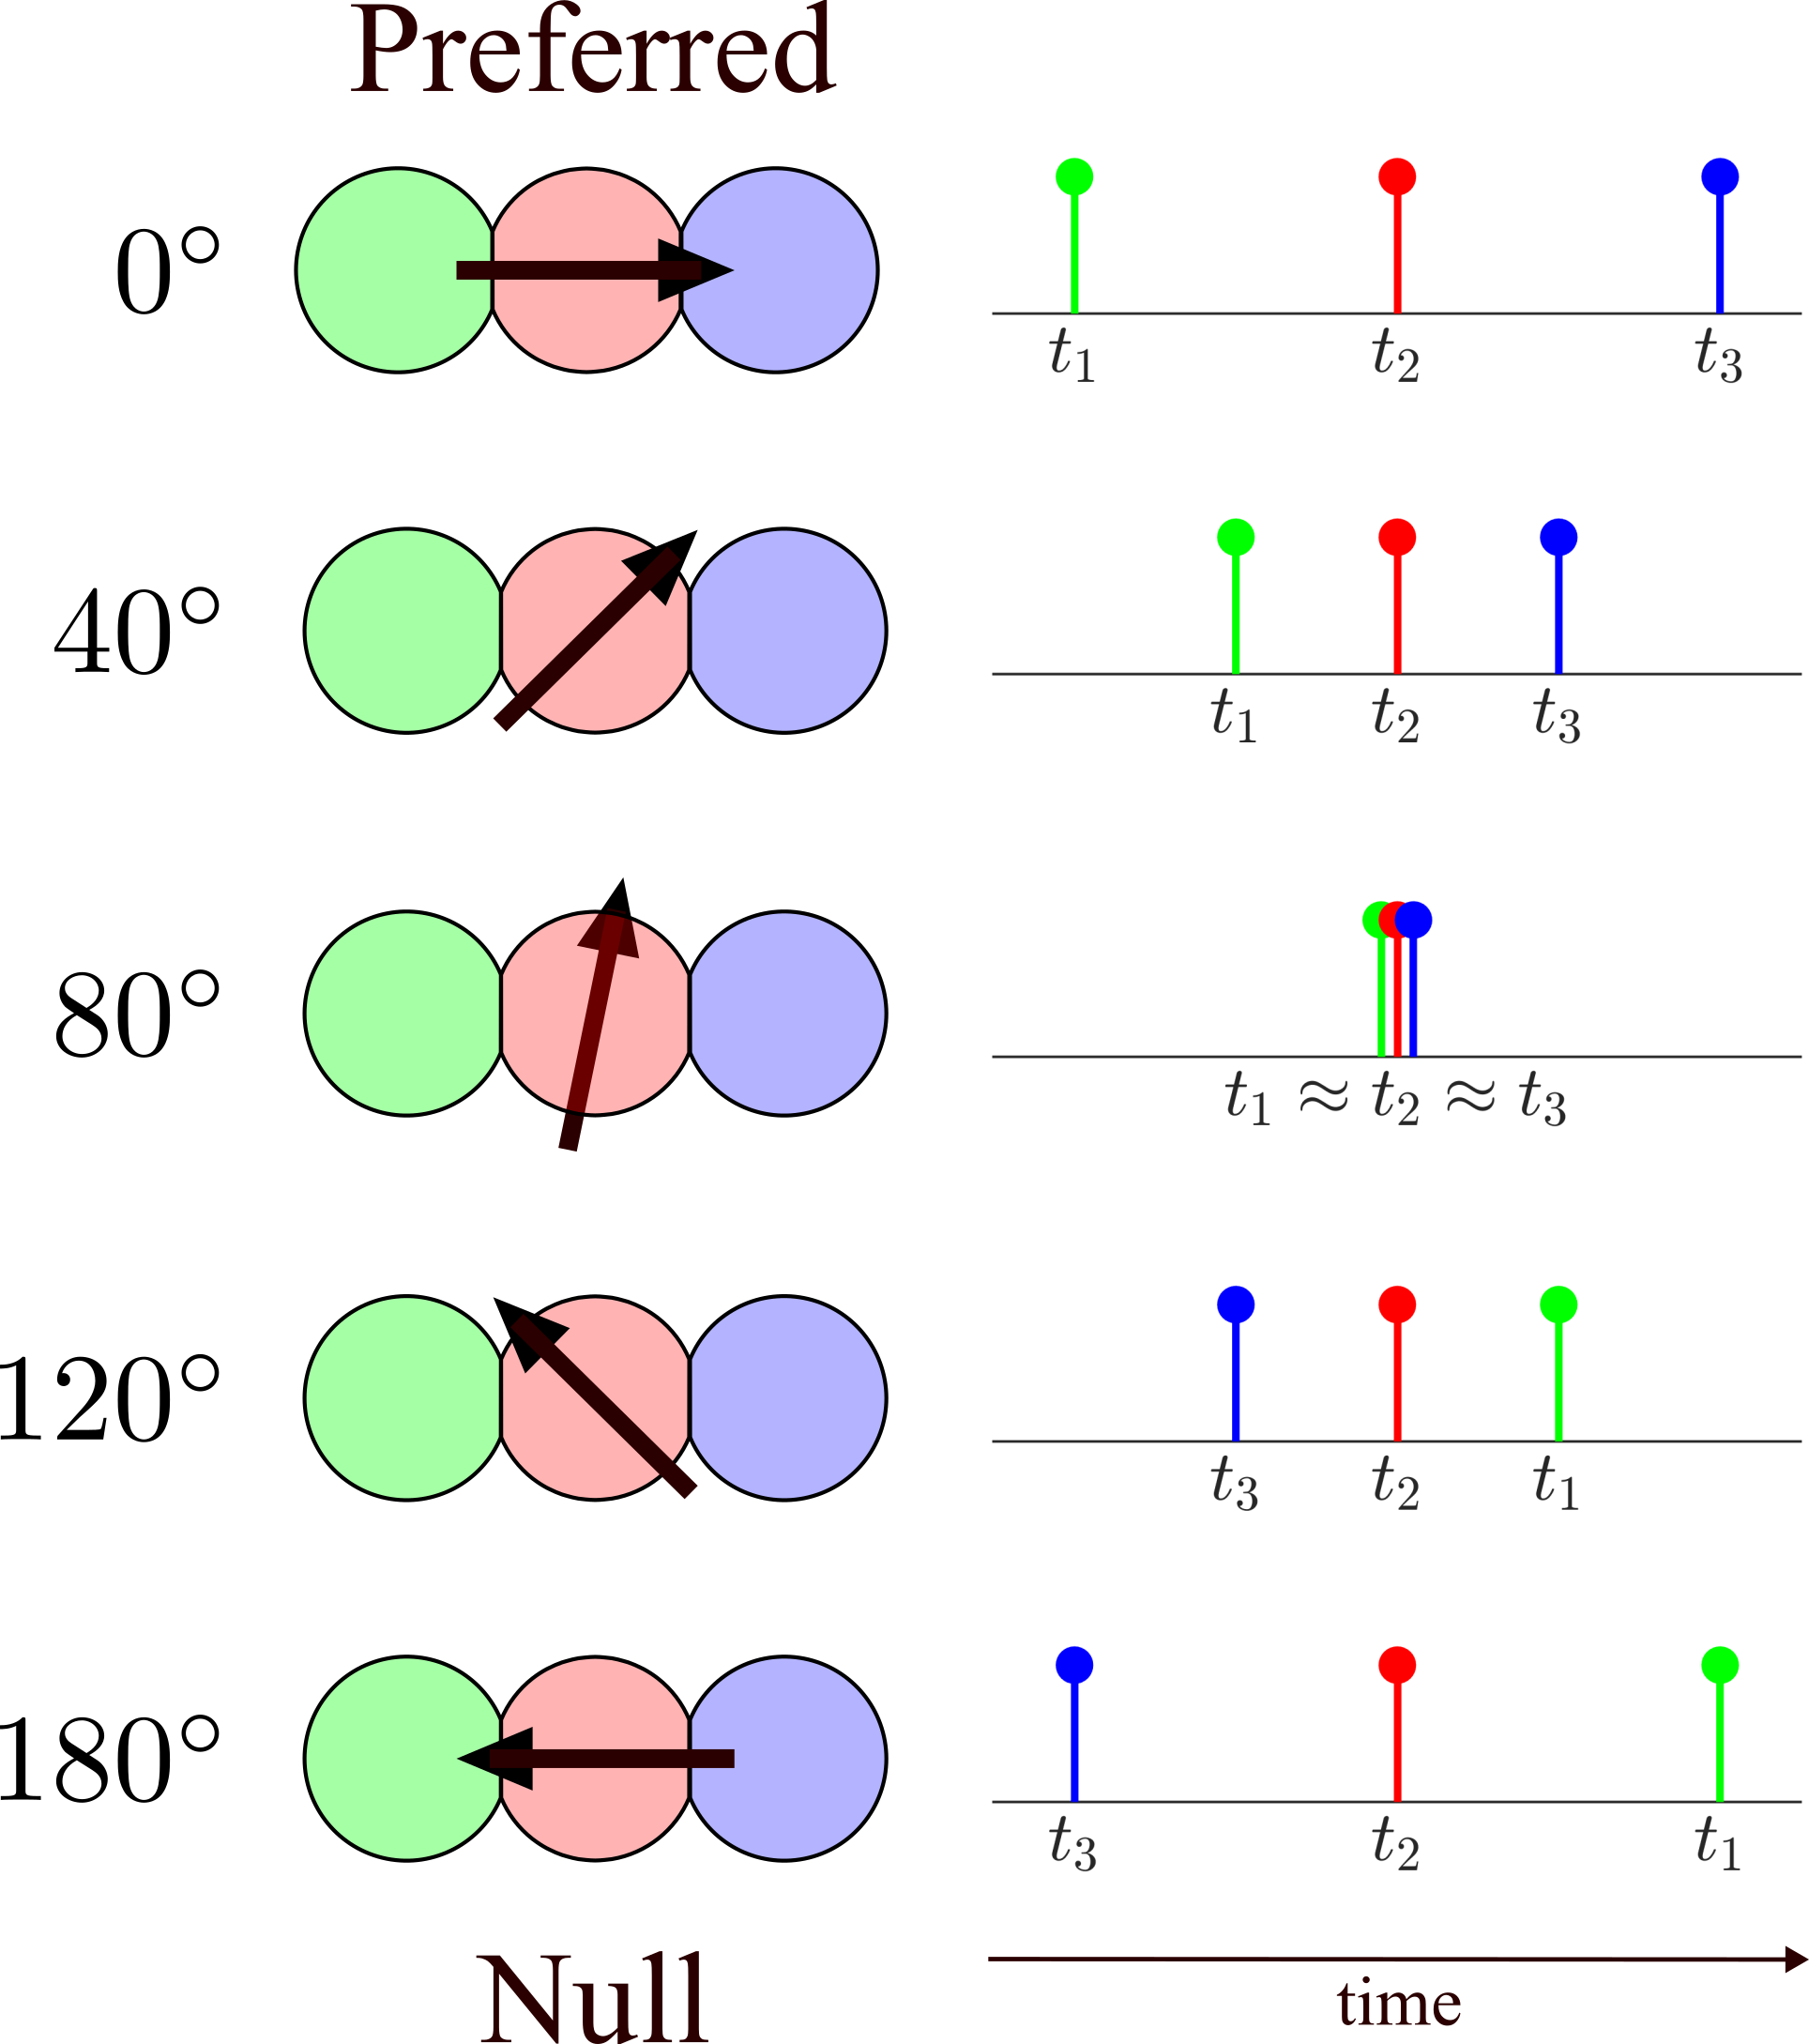 Preferred
0°
t₁ t₂ t₃
40°
t₁ t₂ t₃
80°
t₁ ≈ t₂ ≈ t₃
120°
t₃ t₂ t₁
180°
t₃ t₂ t₁
Null
time